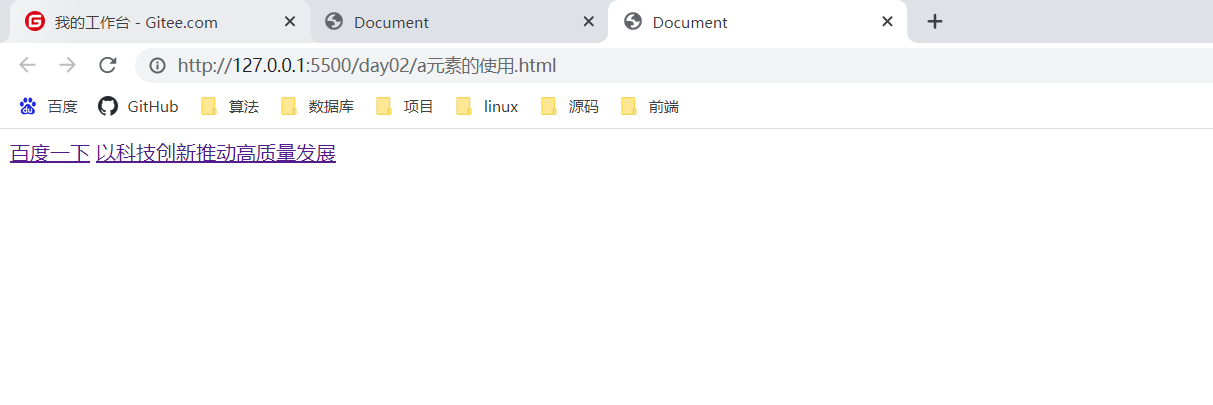 我的工作台 - Gitee.com Document Document
http://127.0.0.1:5500/day02/a元素的使用.html
百度 GitHub 算法 数据库 项目 linux 源码 前端
百度一下 以科技创新推动高质量发展